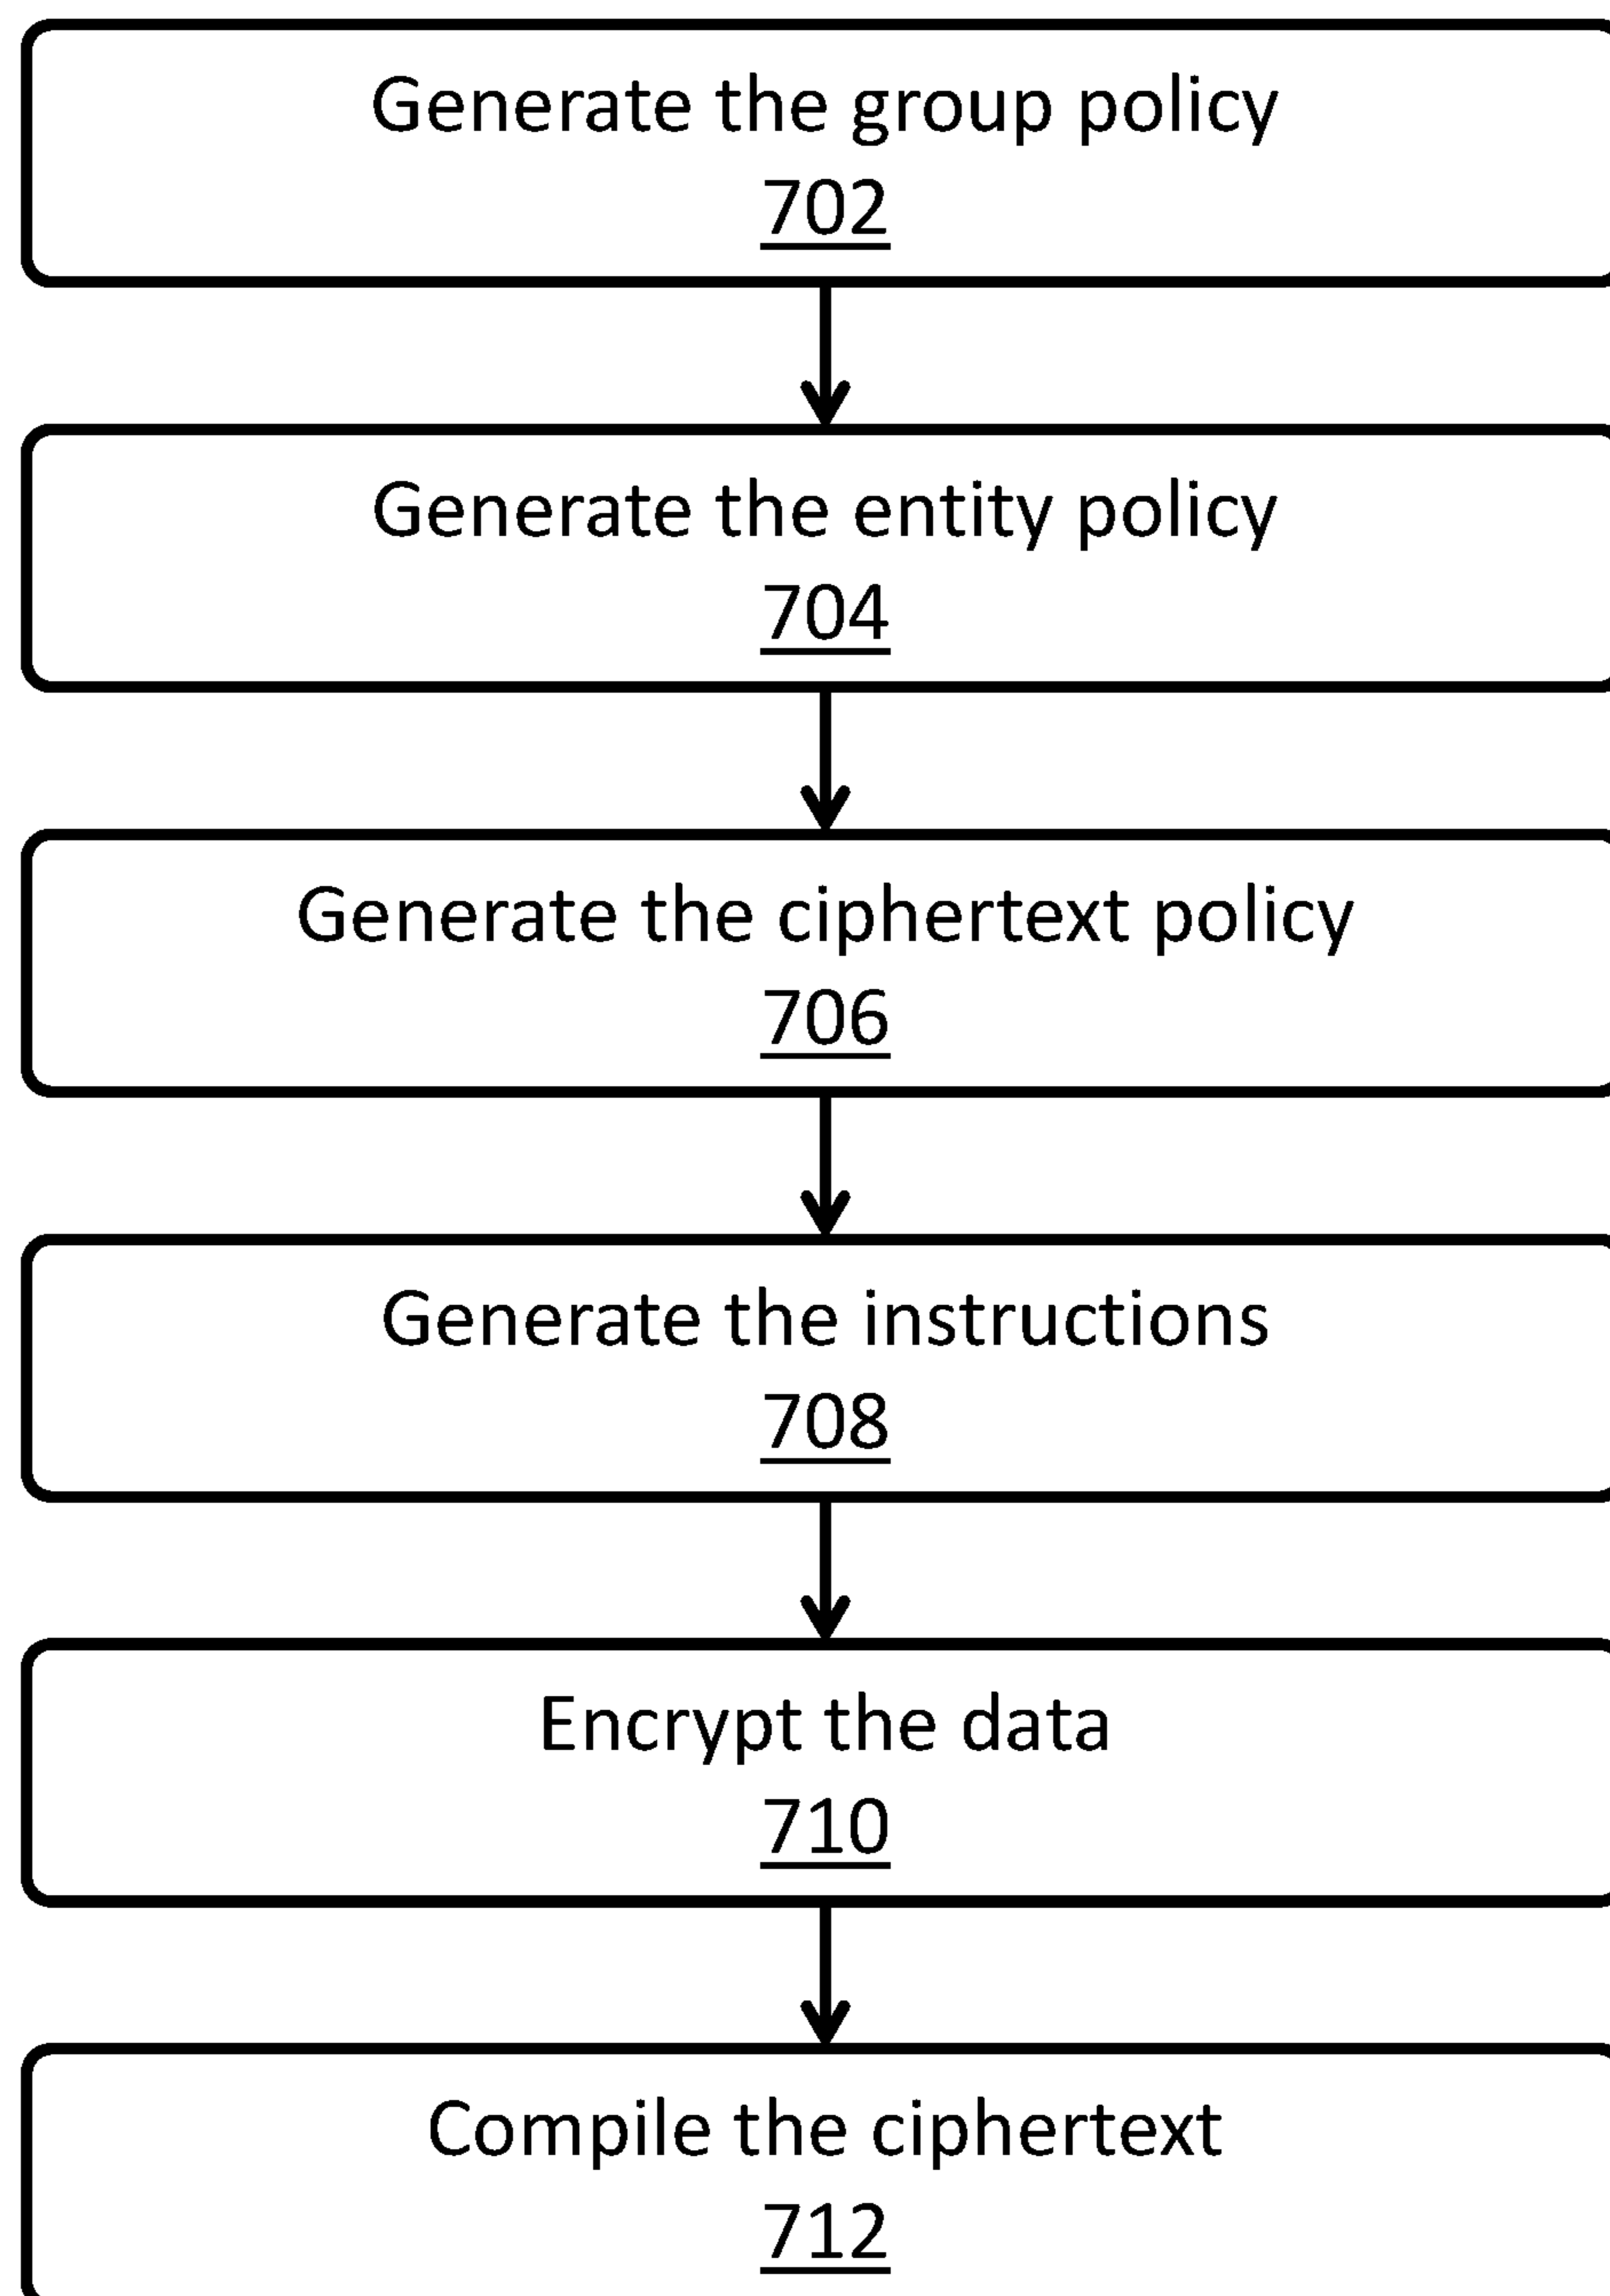 Generate the group policy
702
Generate the entity policy
704
Generate the ciphertext policy
706
Generate the instructions
708
Encrypt the data
710
Compile the ciphertext
712